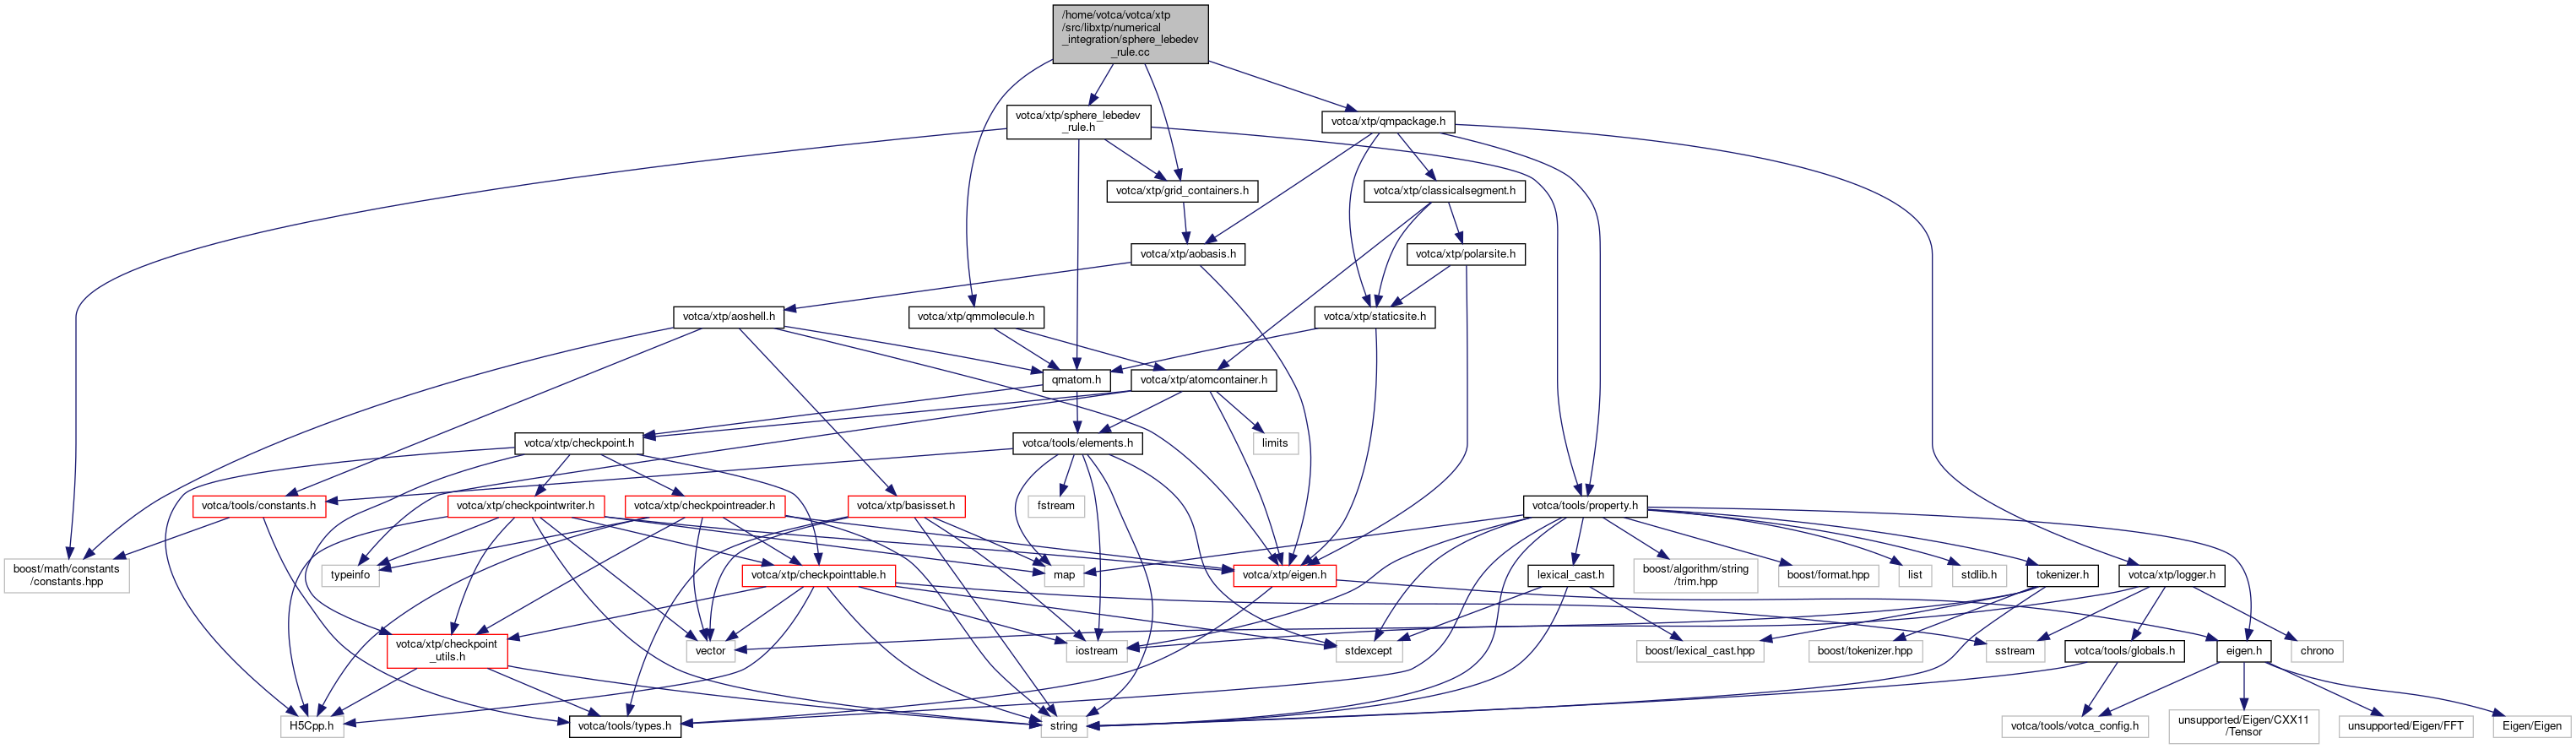 /home/votca/votca/xtp
/src/libxtp/numerical
_integration/sphere_lebedev
_rule.cc
votca/xtp/sphere_lebedev
_rule.h
votca/xtp/qmpackage.h
votca/xtp/grid_containers.h
votca/xtp/classicalsegment.h
votca/xtp/aobasis.h
votca/xtp/polarsite.h
votca/xtp/aoshell.h
votca/xtp/qmmolecule.h
votca/xtp/staticsite.h
qmatom.h
votca/xtp/atomcontainer.h
votca/xtp/checkpoint.h
votca/tools/elements.h
limits
votca/tools/constants.h
votca/xtp/checkpointwriter.h
votca/xtp/checkpointreader.h
votca/xtp/basisset.h
fstream
votca/tools/property.h
boost/math/constants
/constants.hpp
typeinfo
votca/xtp/checkpointtable.h
map
votca/xtp/eigen.h
lexical_cast.h
boost/algorithm/string
/trim.hpp
boost/format.hpp
list
stdlib.h
tokenizer.h
votca/xtp/logger.h
votca/xtp/checkpoint
_utils.h
vector
iostream
stdexcept
boost/lexical_cast.hpp
boost/tokenizer.hpp
sstream
votca/tools/globals.h
eigen.h
chrono
H5Cpp.h
votca/tools/types.h
string
votca/tools/votca_config.h
unsupported/Eigen/CXX11
/Tensor
unsupported/Eigen/FFT
Eigen/Eigen